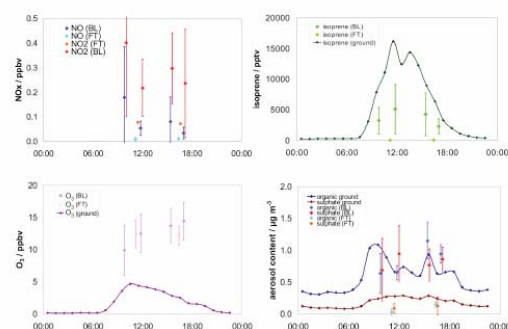 NOx / ppbv
0.5
0.4
0.3
0.2
0.1
0.0
NO (BL)
NO (FT)
NO2 (FT)
NO2 (BL)
00:00 06:00 12:00 18:00 00:00
isoprene / pptv
20000
15000
10000
5000
0
isoprene (BL)
isoprene (FT)
isoprene (ground)
00:00 06:00 12:00 18:00 00:00
O3 / ppbv
20
15
10
5
0
O3 (BL)
O3 (FT)
O3 (ground)
00:00 06:00 12:00 18:00 00:00
aerosol content / µg m-3
2.0
1.5
1.0
0.5
0.0
organic ground
sulphate ground
organic (BL)
sulphate (BL)
organic (FT)
sulphate (FT)
00:00 06:00 12:00 18:00 00:00